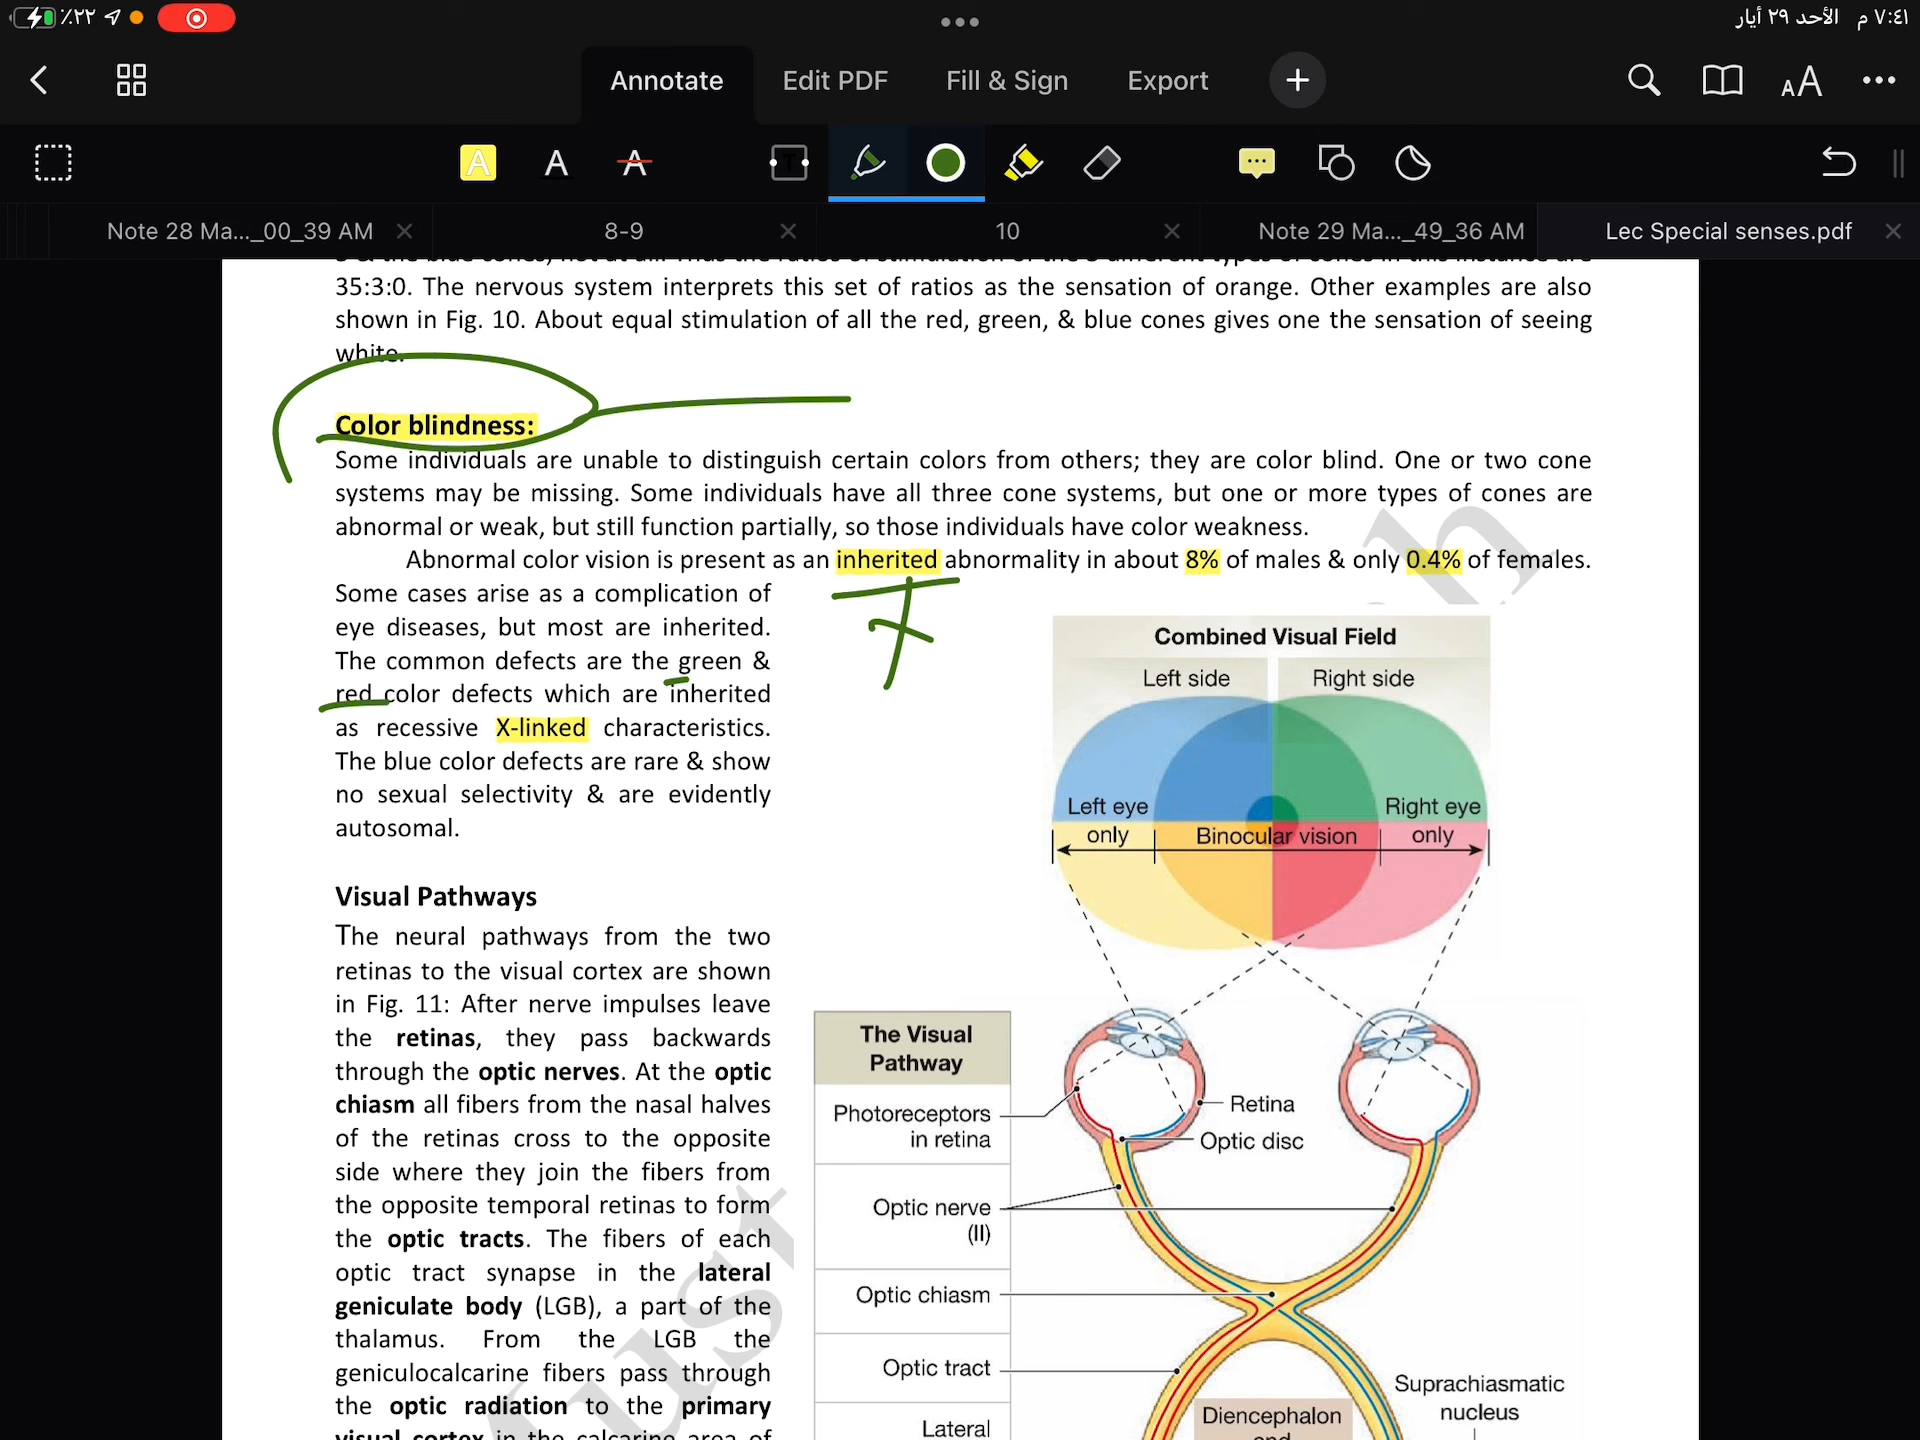 ٪٢٢
٧:٤١ م الأحد ٢٩ أيار
Annotate Edit PDF Fill & Sign Export
Note 28 Ma..._00_39 AM 8-9 10 Note 29 Ma..._49_36 AM Lec Special senses.pdf
35:3:0. The nervous system interprets this set of ratios as the sensation of orange. Other examples are also
shown in Fig. 10. About equal stimulation of all the red, green, & blue cones gives one the sensation of seeing
white.
Color blindness:
Some individuals are unable to distinguish certain colors from others; they are color blind. One or two cone
systems may be missing. Some individuals have all three cone systems, but one or more types of cones are
abnormal or weak, but still function partially, so those individuals have color weakness.
Abnormal color vision is present as an inherited abnormality in about 8% of males & only 0.4% of females.
Some cases arise as a complication of
eye diseases, but most are inherited.
The common defects are the green &
red color defects which are inherited
as recessive X-linked characteristics.
The blue color defects are rare & show
no sexual selectivity & are evidently
autosomal.
Visual Pathways
The neural pathways from the two
retinas to the visual cortex are shown
in Fig. 11: After nerve impulses leave
the retinas, they pass backwards
through the optic nerves. At the optic
chiasm all fibers from the nasal halves
of the retinas cross to the opposite
side where they join the fibers from
the opposite temporal retinas to form
the optic tracts. The fibers of each
optic tract synapse in the lateral
geniculate body (LGB), a part of the
thalamus. From the LGB the
geniculocalcarine fibers pass through
the optic radiation to the primary
visual cortex in the calcarine area of
Combined Visual Field
Left side Right side
Left eye only Binocular vision Right eye only
The Visual
Pathway
Photoreceptors
in retina
Retina
Optic disc
Optic nerve
(II)
Optic chiasm
Optic tract
Lateral
Suprachiasmatic
nucleus
Diencephalon
and